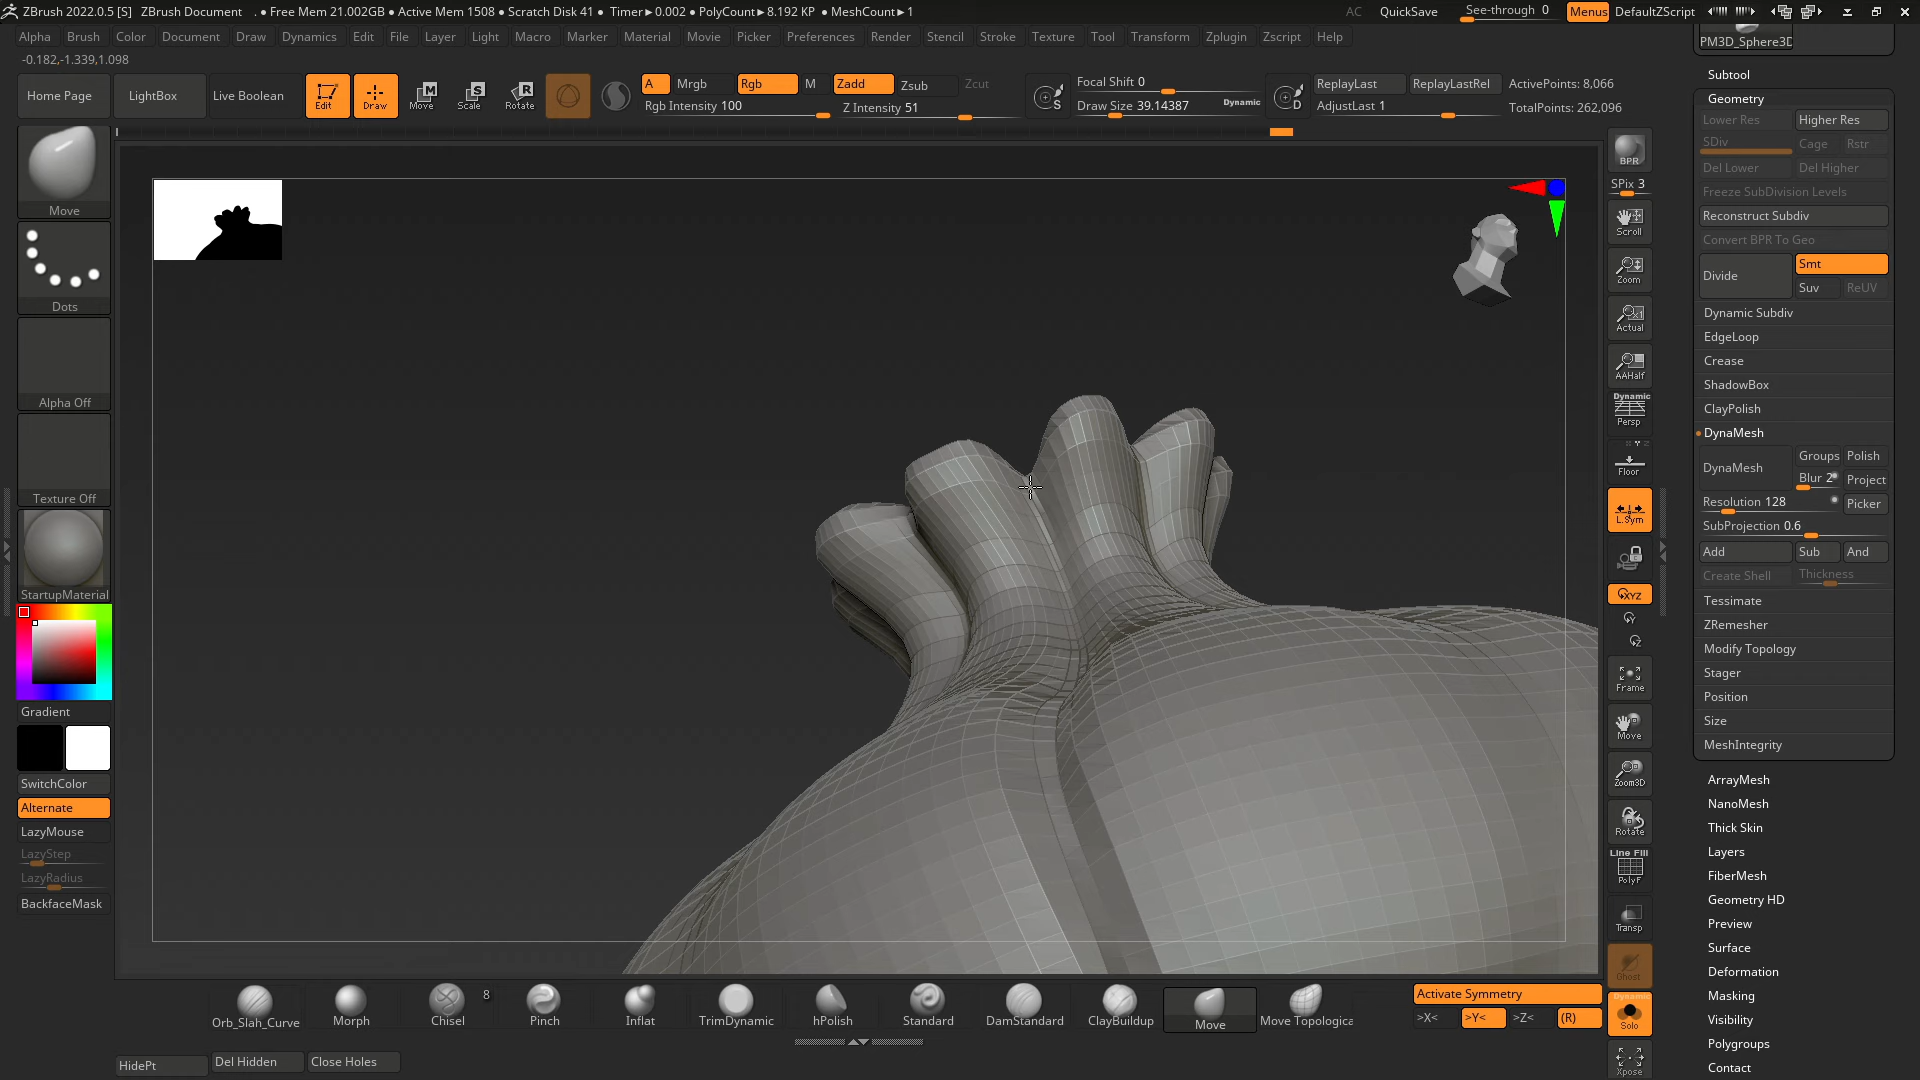 ZBrush 2022.0.5 [S] ZBrush Document . • Free Mem 21.002GB • Active Mem 1508 • Scratch Disk 41 • Timer►0.002 • PolyCount►8.192 KP • MeshCount►1 AC QuickSave See-through 0 Menus DefaultZScript
Alpha Brush Color Document Draw Dynamics Edit File Layer Light Macro Marker Material Movie Picker Preferences Render Stencil Stroke Texture Tool Transform Zplugin Zscript Help
-0.182,-1.339,1.098
Home Page LightBox Live Boolean Edit Draw Move Scale Rotate
A Mrgb Rgb M Zadd Zsub Zcut
Rgb Intensity 100 Z Intensity 51
S Focal Shift 0
Draw Size 39.14387 Dynamic
D ReplayLast ReplayLastRel ActivePoints: 8,066
AdjustLast 1 TotalPoints: 262,096
Move
Dots
Alpha Off
Texture Off
StartupMaterial
Gradient
SwitchColor
Alternate
LazyMouse
LazyStep
LazyRadius
BackfaceMask
BPR
SPix 3
Scroll
Zoom
Actual
AAHalf
Dynamic
Persp
Floor
L.Sym
XYZ
Y
Z
Frame
Move
Zoom3D
Rotate
Line Fill
PolyF
Transp
Ghost
Dynamic
Solo
Xpose
PM3D_Sphere3D
Subtool
Geometry
Lower Res Higher Res
SDiv Cage Rstr
Del Lower Del Higher
Freeze SubDivision Levels
Reconstruct Subdiv
Convert BPR To Geo
Divide Smt
Suv ReUV
Dynamic Subdiv
EdgeLoop
Crease
ShadowBox
ClayPolish
DynaMesh
DynaMesh Groups Polish
Blur 2 Project
Resolution 128 Picker
SubProjection 0.6
Add Sub And
Create Shell Thickness
Tessimate
ZRemesher
Modify Topology
Stager
Position
Size
MeshIntegrity
ArrayMesh
NanoMesh
Thick Skin
Layers
FiberMesh
Geometry HD
Preview
Surface
Deformation
Masking
Visibility
Polygroups
Contact
8
Orb_Slah_Curve Morph Chisel Pinch Inflat TrimDynamic hPolish Standard DamStandard ClayBuildup Move Move Topologica
Activate Symmetry
>X< >Y< >Z< (R)
HidePt Del Hidden Close Holes